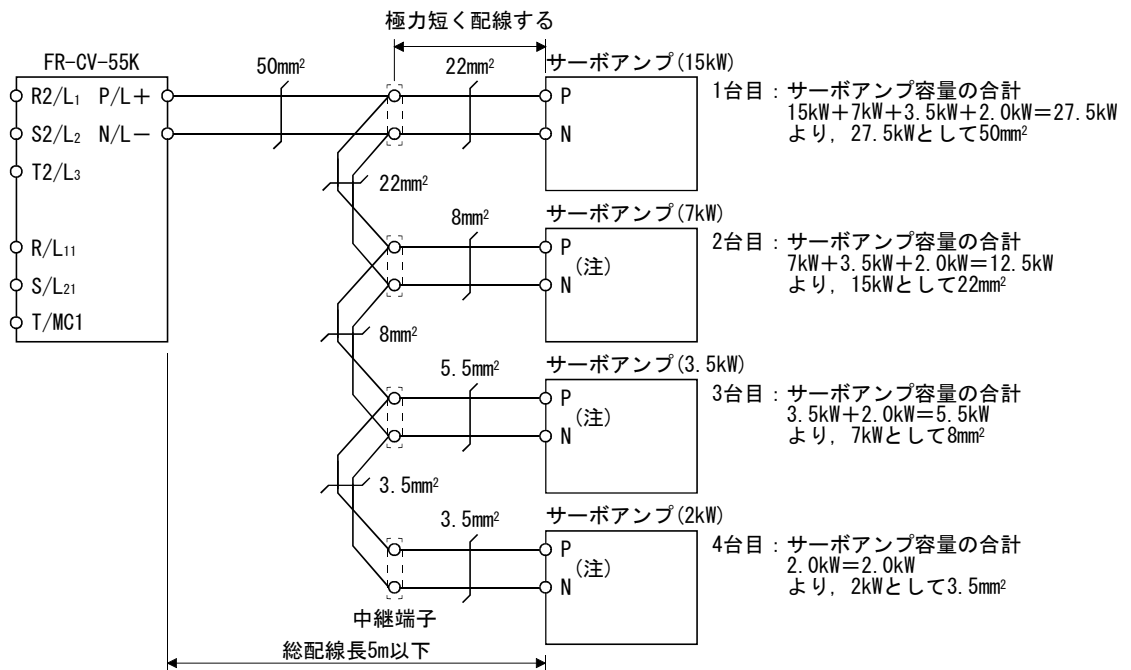 極力短く配線する
FR-CV-55K
R2/L1 P/L+
S2/L2 N/L−
T2/L3
R/L11
S/L21
T/MC1
50mm²
22mm²
サーボアンプ(15kW)
P
N
1台目：サーボアンプ容量の合計
15kW+7kW+3.5kW+2.0kW=27.5kW
より，27.5kWとして50mm²
22mm²
8mm²
サーボアンプ(7kW)
P
(注)
N
2台目：サーボアンプ容量の合計
7kW+3.5kW+2.0kW=12.5kW
より，15kWとして22mm²
8mm²
5.5mm²
サーボアンプ(3.5kW)
P
(注)
N
3台目：サーボアンプ容量の合計
3.5kW+2.0kW=5.5kW
より，7kWとして8mm²
3.5mm²
3.5mm²
サーボアンプ(2kW)
P
(注)
N
4台目：サーボアンプ容量の合計
2.0kW=2.0kW
より，2kWとして3.5mm²
中継端子
総配線長5m以下